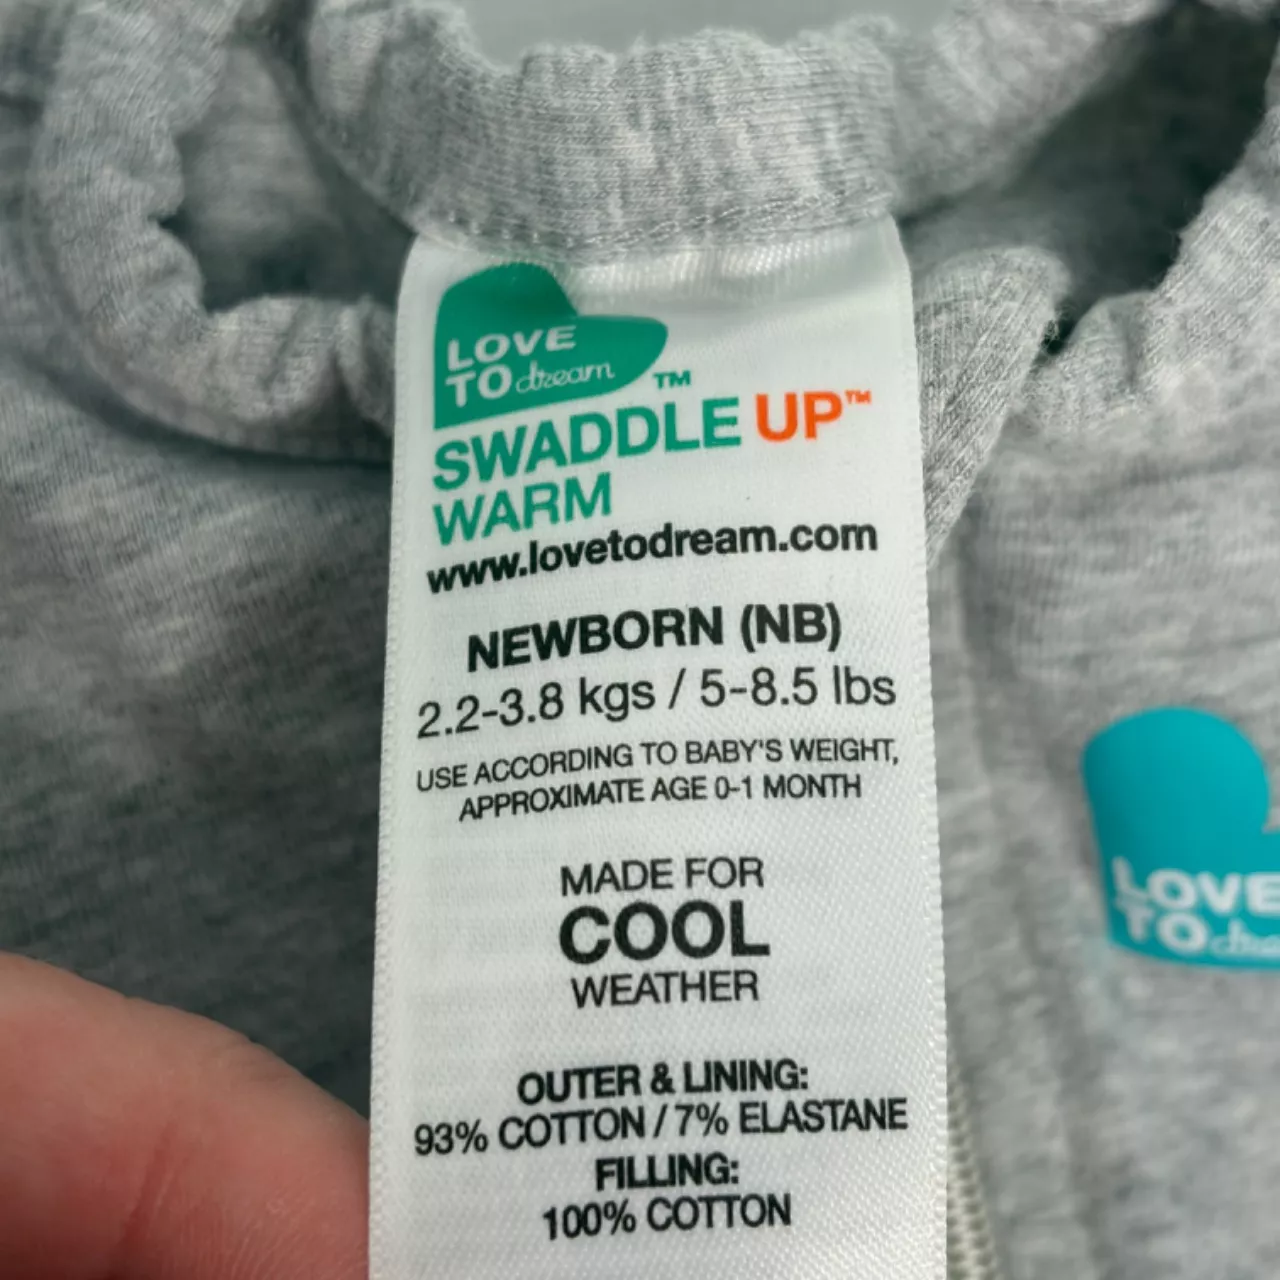 LOVE
TO dream ™
SWADDLE UP™
WARM
www.lovetodream.com
NEWBORN (NB)
2.2-3.8 kgs / 5-8.5 lbs
USE ACCORDING TO BABY'S WEIGHT,
APPROXIMATE AGE 0-1 MONTH
MADE FOR
COOL
WEATHER
OUTER & LINING:
93% COTTON / 7% ELASTANE
FILLING:
100% COTTON
LOVE
TO